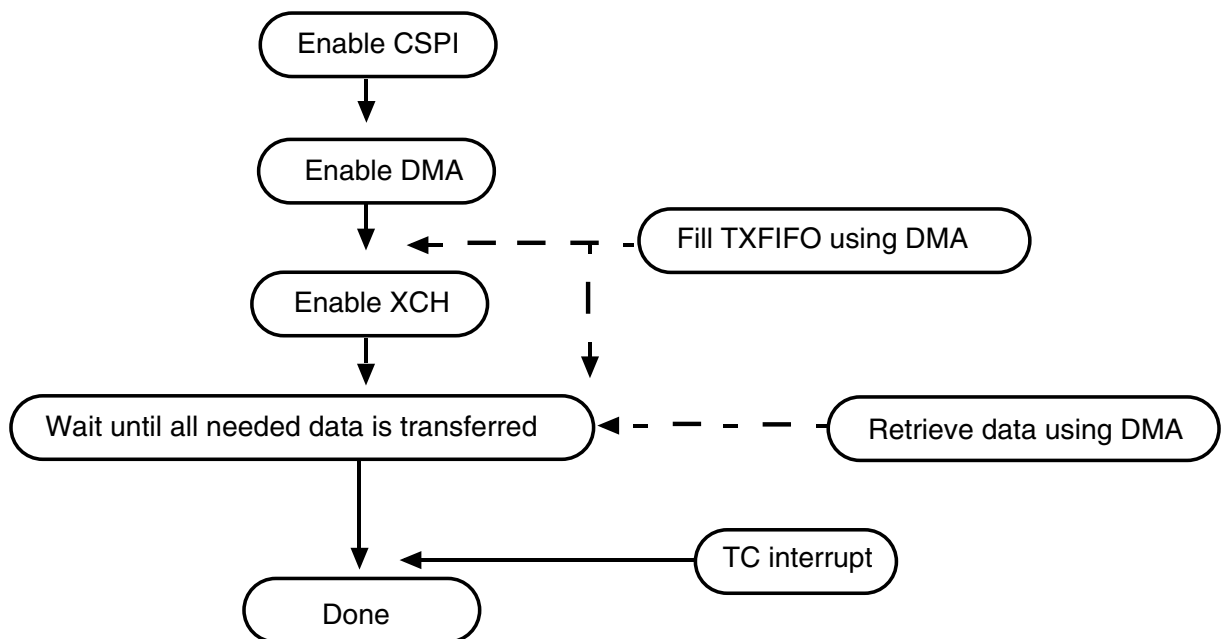 Enable CSPI
Enable DMA
Fill TXFIFO using DMA
Enable XCH
Wait until all needed data is transferred
Retrieve data using DMA
TC interrupt
Done